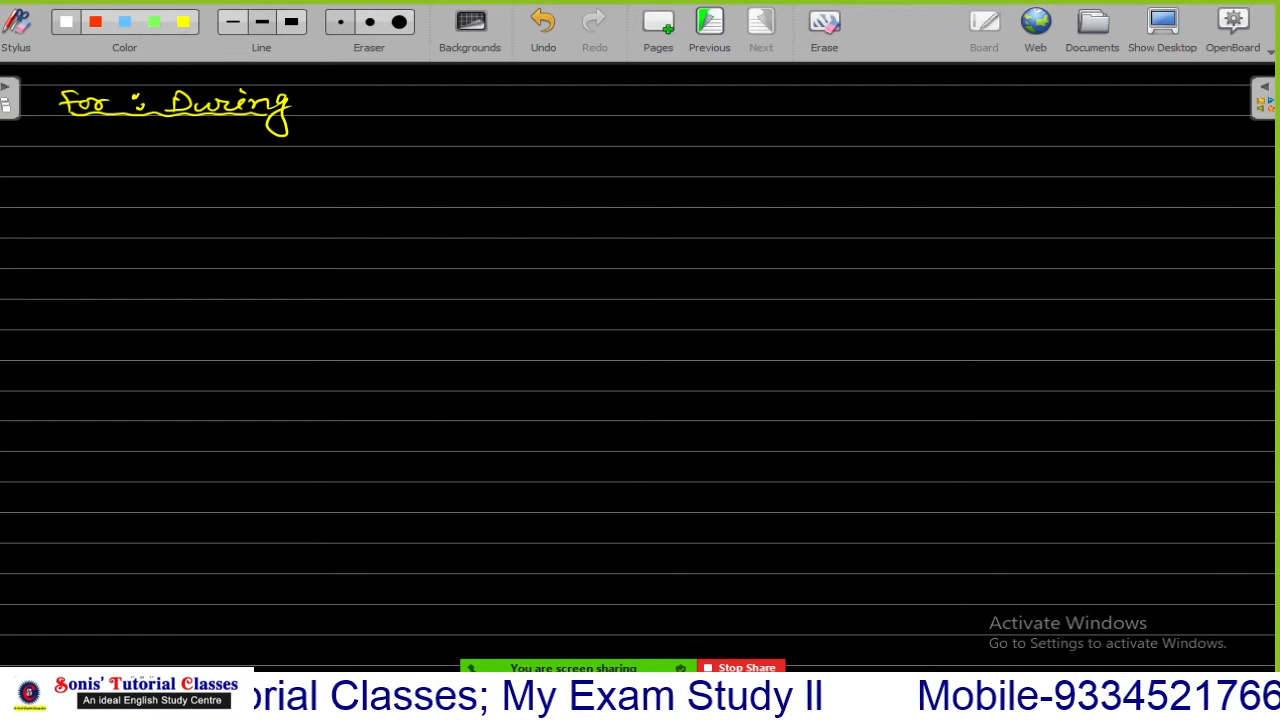 Stylus Color Line Eraser Backgrounds Undo Redo Pages Previous Next Erase Board Web Documents Show Desktop OpenBoard
For : During
Activate Windows
Go to Settings to activate Windows.
You are screen sharing Stop Share
Sonis' Tutorial Classes
An ideal English Study Centre
orial Classes; My Exam Study II Mobile-9334521766